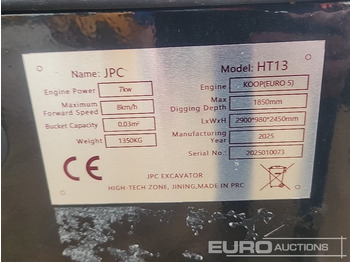 Name: JPC Model: HT13
Engine Power 7kw Engine KOOP(EURO 5)
Maximum Forward Speed 8km/h Max Digging Depth 1850mm
Bucket Capacity 0.03m³ LxWxH 2900*980*2450mm
Weight 1350KG Manufacturing Year 2025
Serial No.: 2025010073
CE
JPC EXCAVATOR
HIGH-TECH ZONE, JINING,MADE IN PRC
EURO AUCTIONS